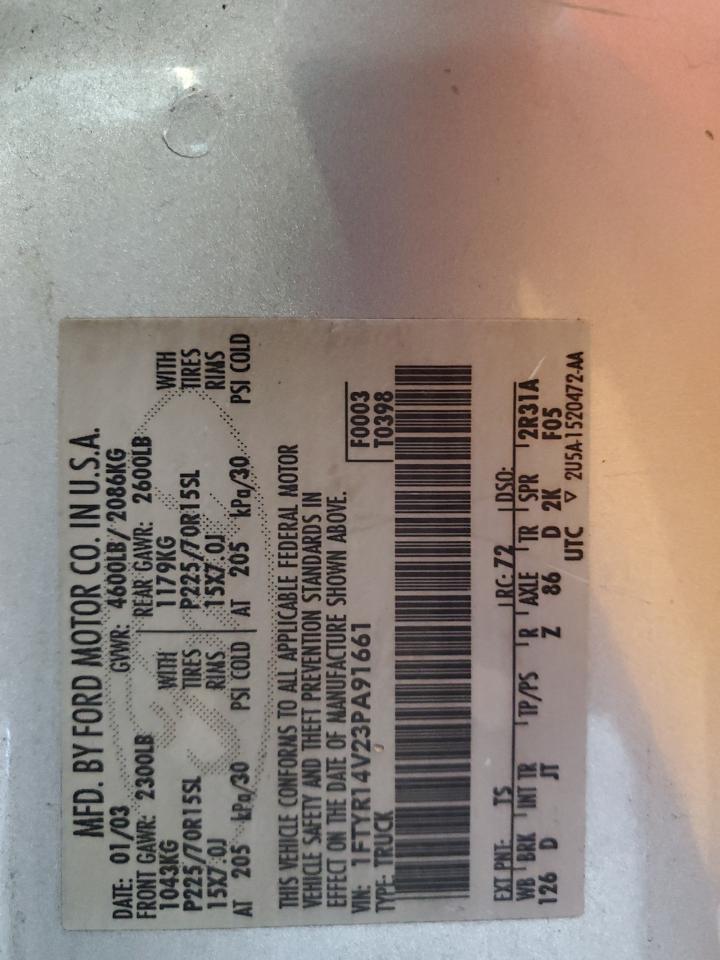 MFD. BY FORD MOTOR CO. IN U.S.A.
DATE: 01/03 GVWR: 4600LB/ 2086KG
FRONT GAWR: 2300LB REAR GAWR: 2600LB
1043KG WITH 1179KG WITH
P225/70R15SL TIRES P225/70R15SL TIRES
15X7.0J RIMS 15X7.0J RIMS
AT 205 kPa/30 PSI COLD AT 205 kPa/30 PSI COLD
THIS VEHICLE CONFORMS TO ALL APPLICABLE FEDERAL MOTOR
VEHICLE SAFETY AND THEFT PREVENTION STANDARDS IN
EFFECT ON THE DATE OF MANUFACTURE SHOWN ABOVE.
VIN: 1FTYR14V23PA91661 F0003
TYPE: TRUCK T0398
EXT PNT: TS RC: 72 DSO:
WB BRK INT TR TP/PS R AXLE TR SPR 2R31A
126 D JT Z 86 D 2K F05
UTC ▽ 2U5A-1520472-AA